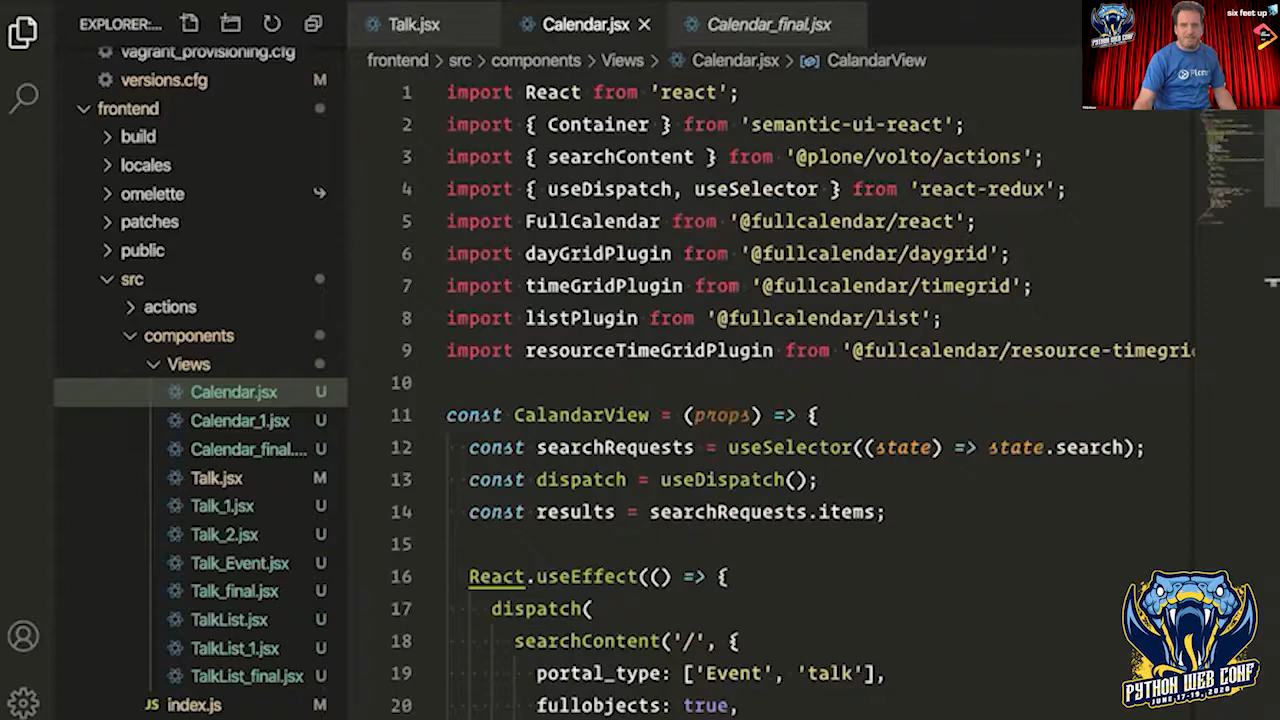 EXPLORER:...
vagrant_provisioning.cfg
versions.cfg M
frontend
build
locales
omelette
patches
public
src
actions
components
Views
Calendar.jsx U
Calendar_1.jsx U
Calendar_final.... U
Talk.jsx M
Talk_1.jsx U
Talk_2.jsx U
Talk_Event.jsx U
Talk_final.jsx U
TalkList.jsx U
TalkList_1.jsx U
TalkList_final.jsx U
JS index.js M
Talk.jsx Calendar.jsx Calendar_final.jsx
frontend > src > components > Views > Calendar.jsx > CalandarView
1 import React from 'react';
2 import { Container } from 'semantic-ui-react';
3 import { searchContent } from '@plone/volto/actions';
4 import { useDispatch, useSelector } from 'react-redux';
5 import FullCalendar from '@fullcalendar/react';
6 import dayGridPlugin from '@fullcalendar/daygrid';
7 import timeGridPlugin from '@fullcalendar/timegrid';
8 import listPlugin from '@fullcalendar/list';
9 import resourceTimeGridPlugin from '@fullcalendar/resource-timegri
10
11 const CalandarView = (props) => {
12 const searchRequests = useSelector((state) => state.search);
13 const dispatch = useDispatch();
14 const results = searchRequests.items;
15
16 React.useEffect(() => {
17 dispatch(
18 searchContent('/', {
19 portal_type: ['Event', 'talk'],
20 fullobjects: true,
six feet up
PYTHON WEB CONF
Plone
PYTHON WEB CONF
JUNE 17-19, 2020